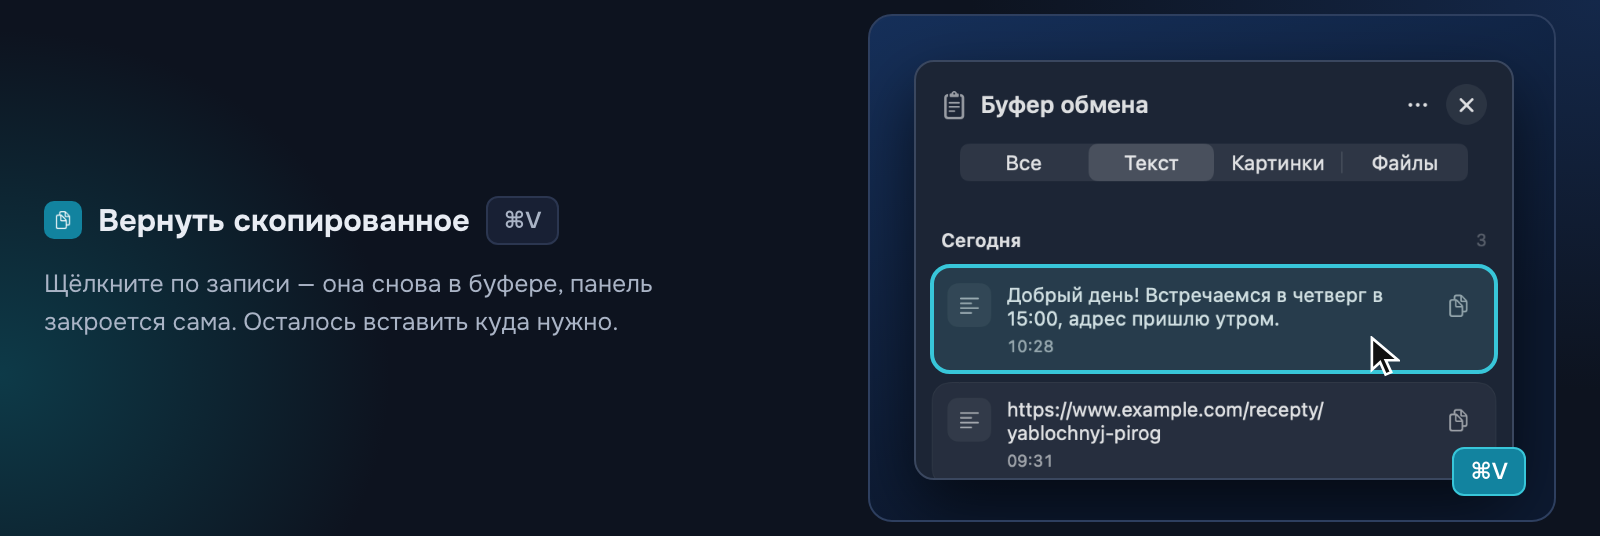 Вернуть скопированное ⌘V
Щёлкните по записи — она снова в буфере, панель
закроется сама. Осталось вставить куда нужно.
Буфер обмена
Все Текст Картинки Файлы
Сегодня 3
Добрый день! Встречаемся в четверг в
15:00, адрес пришлю утром.
10:28
https://www.example.com/recepty/
yablochnyj-pirog
09:31
⌘V